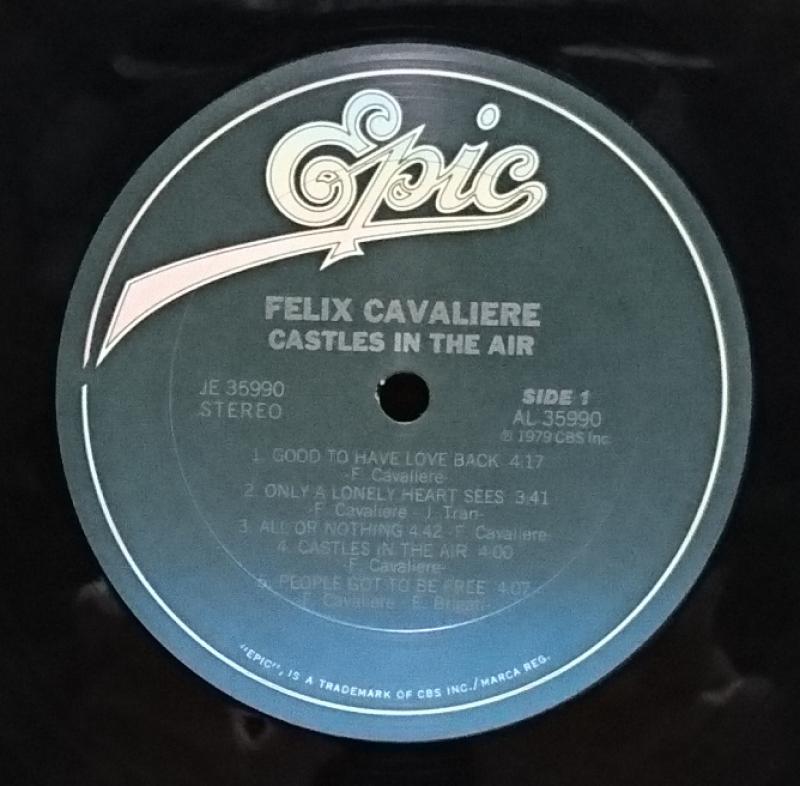 Epic
FELIX CAVALIERE
CASTLES IN THE AIR
JE 35990
STEREO
SIDE 1
AL 35990
℗ 1979 CBS Inc.
1. GOOD TO HAVE LOVE BACK 4:17
-F. Cavaliere-
2. ONLY A LONELY HEART SEES 3:41
-F. Cavaliere - J. Tran-
3. ALL OR NOTHING 4:42 -F. Cavaliere-
4. CASTLES IN THE AIR 4:00
-F. Cavaliere-
5. PEOPLE GOT TO BE FREE 4:07
-F. Cavaliere - E. Brigati-
"EPIC", IS A TRADEMARK OF CBS INC./MARCA REG.